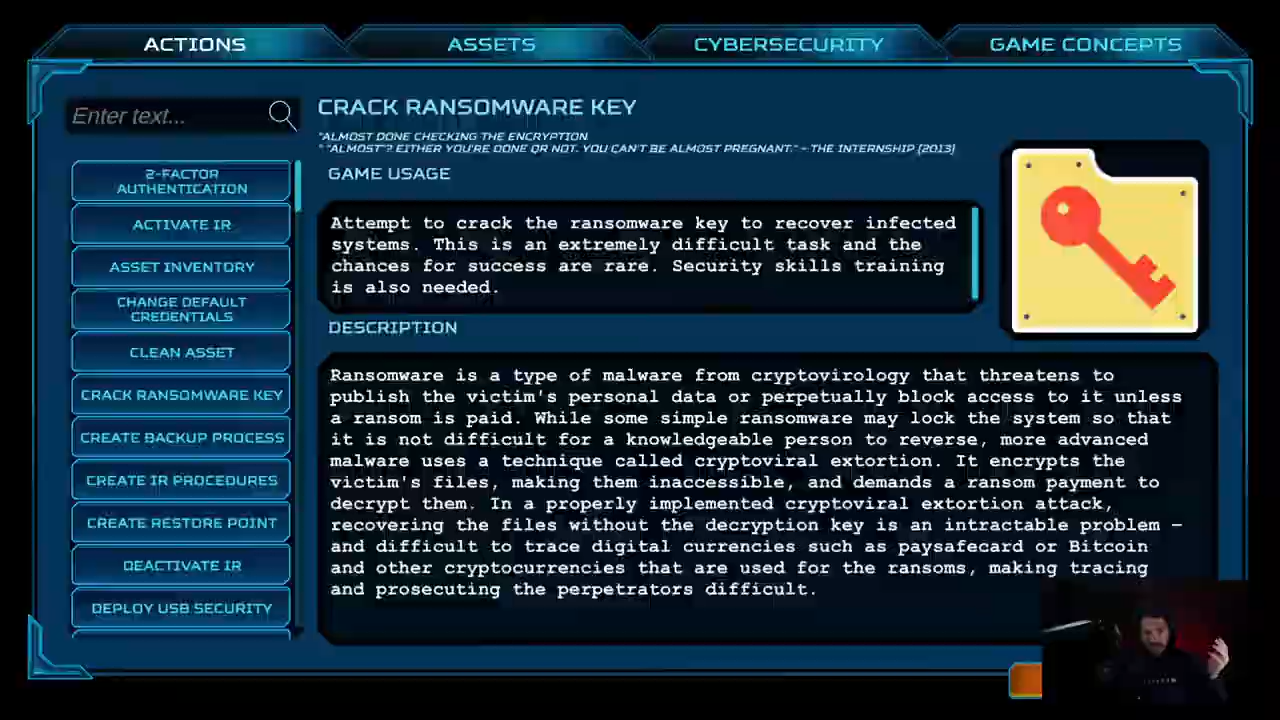 ACTIONS
ASSETS
CYBERSECURITY
GAME CONCEPTS
Enter text...
2-FACTOR
AUTHENTICATION
ACTIVATE IR
ASSET INVENTORY
CHANGE DEFAULT
CREDENTIALS
CLEAN ASSET
CRACK RANSOMWARE KEY
CREATE BACKUP PROCESS
CREATE IR PROCEDURES
CREATE RESTORE POINT
DEACTIVATE IR
DEPLOY USB SECURITY
CRACK RANSOMWARE KEY
"ALMOST DONE CHECKING THE ENCRYPTION
" "ALMOST"? EITHER YOU'RE DONE OR NOT. YOU CAN'T BE ALMOST PREGNANT." - THE INTERNSHIP (2013)
GAME USAGE
Attempt to crack the ransomware key to recover infected
systems. This is an extremely difficult task and the
chances for success are rare. Security skills training
is also needed.
DESCRIPTION
Ransomware is a type of malware from cryptovirology that threatens to
publish the victim's personal data or perpetually block access to it unless
a ransom is paid. While some simple ransomware may lock the system so that
it is not difficult for a knowledgeable person to reverse, more advanced
malware uses a technique called cryptoviral extortion. It encrypts the
victim's files, making them inaccessible, and demands a ransom payment to
decrypt them. In a properly implemented cryptoviral extortion attack,
recovering the files without the decryption key is an intractable problem –
and difficult to trace digital currencies such as paysafecard or Bitcoin
and other cryptocurrencies that are used for the ransoms, making tracing
and prosecuting the perpetrators difficult.